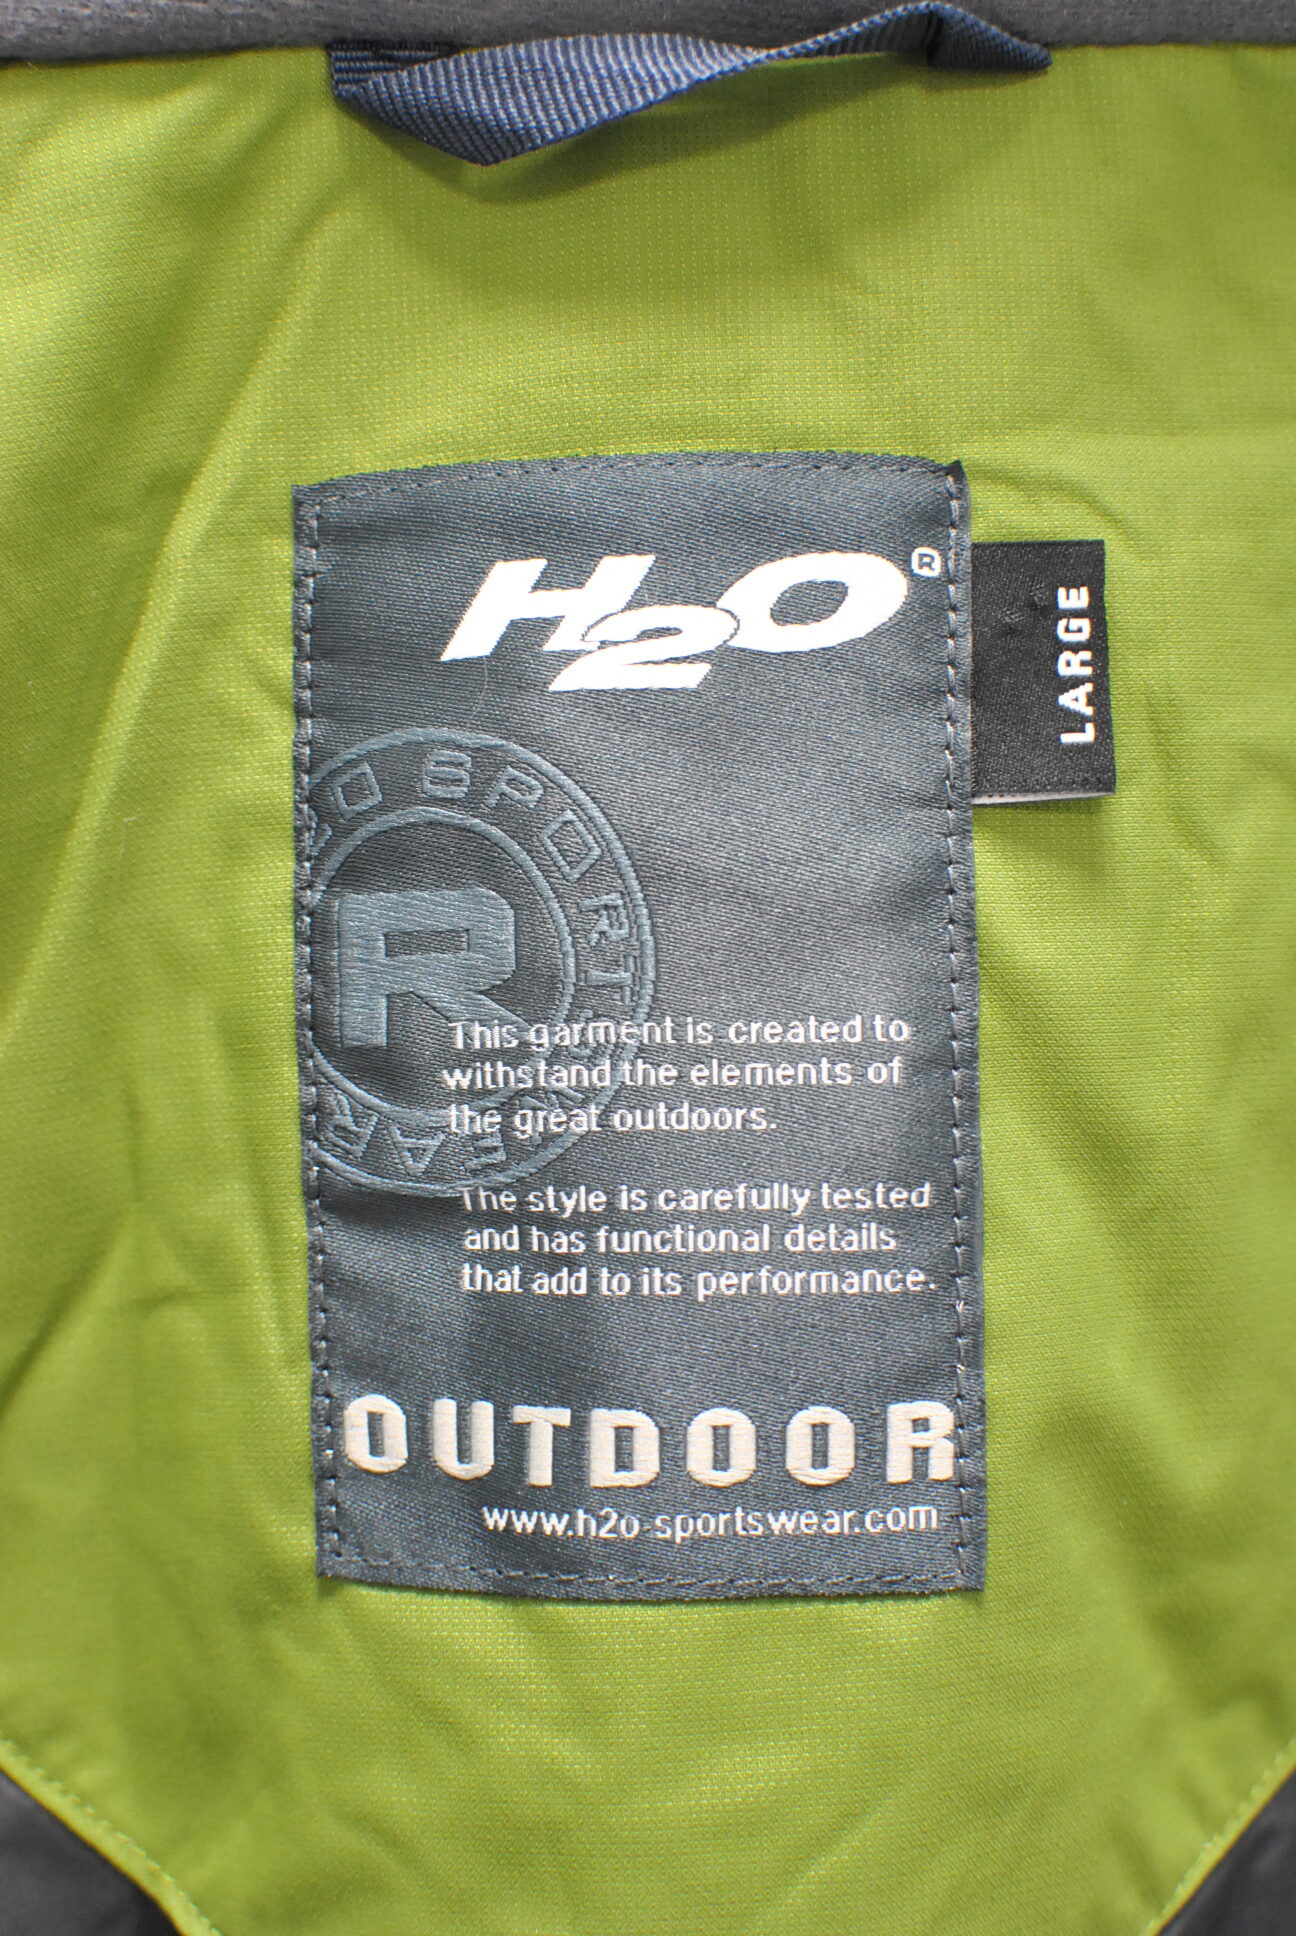 H2O®
LARGE
O SPORTSWEAR
R
This garment is created to
withstand the elements of
the great outdoors.
The style is carefully tested
and has functional details
that add to its performance.
OUTDOOR
www.h2o-sportswear.com